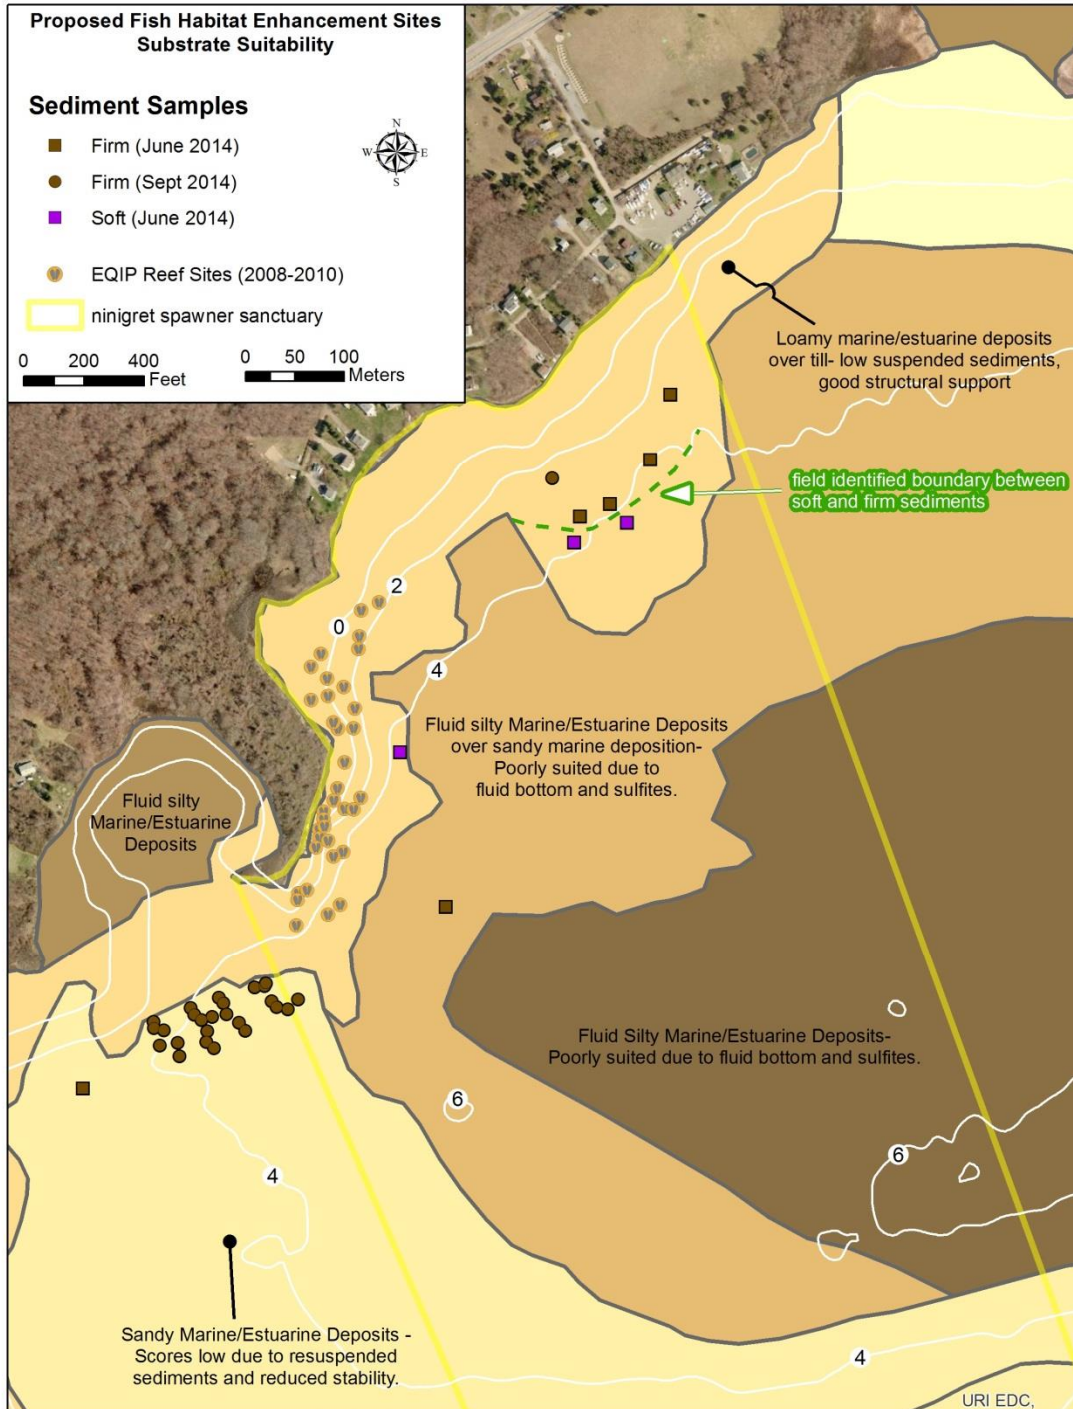 Proposed Fish Habitat Enhancement Sites
Substrate Suitability
Sediment Samples
Firm (June 2014)
Firm (Sept 2014)
Soft (June 2014)
EQIP Reef Sites (2008-2010)
ninigret spawner sanctuary
N
W E
S
0 200 400
Feet
0 50 100
Meters
Loamy marine/estuarine deposits
over till- low suspended sediments,
good structural support
field identified boundary between
soft and firm sediments
2
0
4
Fluid silty Marine/Estuarine Deposits
over sandy marine deposition-
Poorly suited due to
fluid bottom and sulfites.
Fluid silty
Marine/Estuarine
Deposits
Fluid Silty Marine/Estuarine Deposits-
Poorly suited due to fluid bottom and sulfites.
6
6
4
Sandy Marine/Estuarine Deposits -
Scores low due to resuspended
sediments and reduced stability.
4
URI EDC,